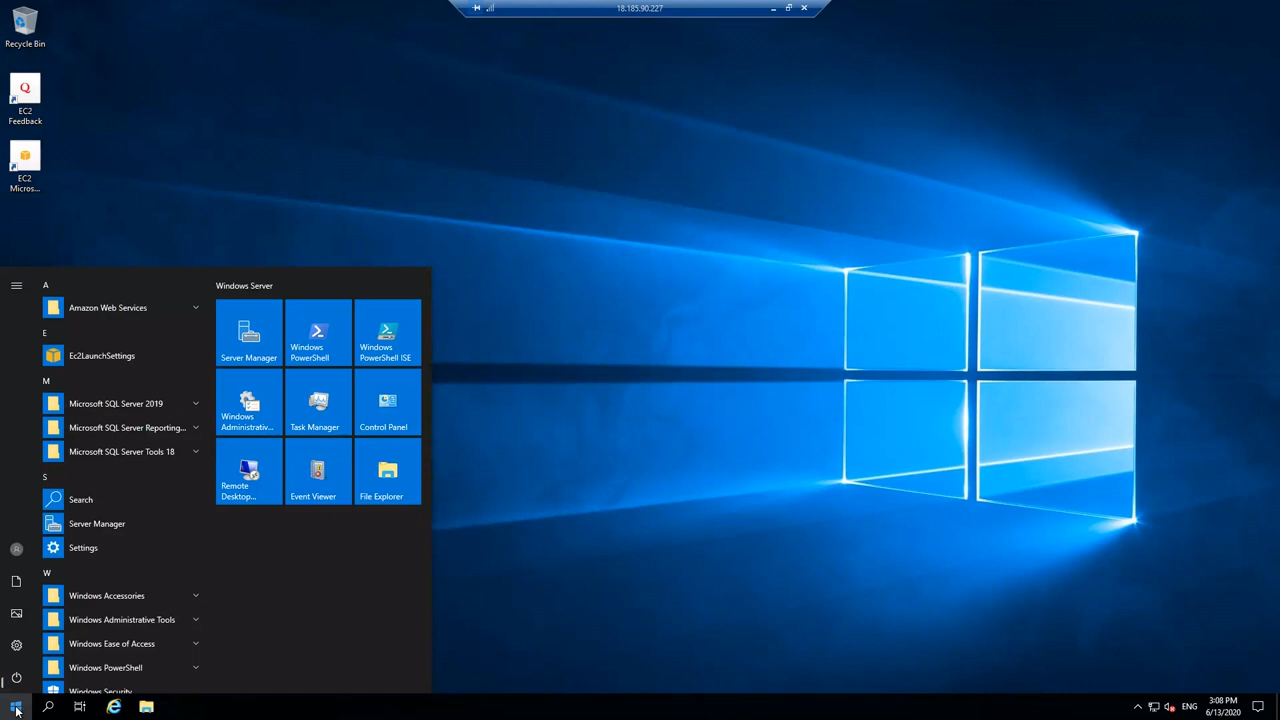 18.185.90.227
Recycle Bin
Q
EC2
Feedback
EC2
Micros...
A
Amazon Web Services
E
Ec2LaunchSettings
M
Microsoft SQL Server 2019
Microsoft SQL Server Reporting...
Microsoft SQL Server Tools 18
S
Search
Server Manager
Settings
W
Windows Accessories
Windows Administrative Tools
Windows Ease of Access
Windows PowerShell
Windows Security
Windows Server
Server Manager
Windows
PowerShell
Windows
PowerShell ISE
Windows
Administrativ...
Task Manager
Control Panel
Remote
Desktop...
Event Viewer
File Explorer
ENG
3:08 PM
6/13/2020